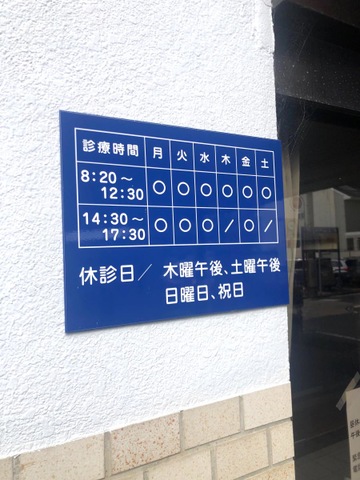 診療時間 月 火 水 木 金 土
8:20～
12:30 ○ ○ ○ ○ ○ ○
14:30～
17:30 ○ ○ ○ / ○ /
休診日/ 木曜午後、土曜午後
日曜日、祝日